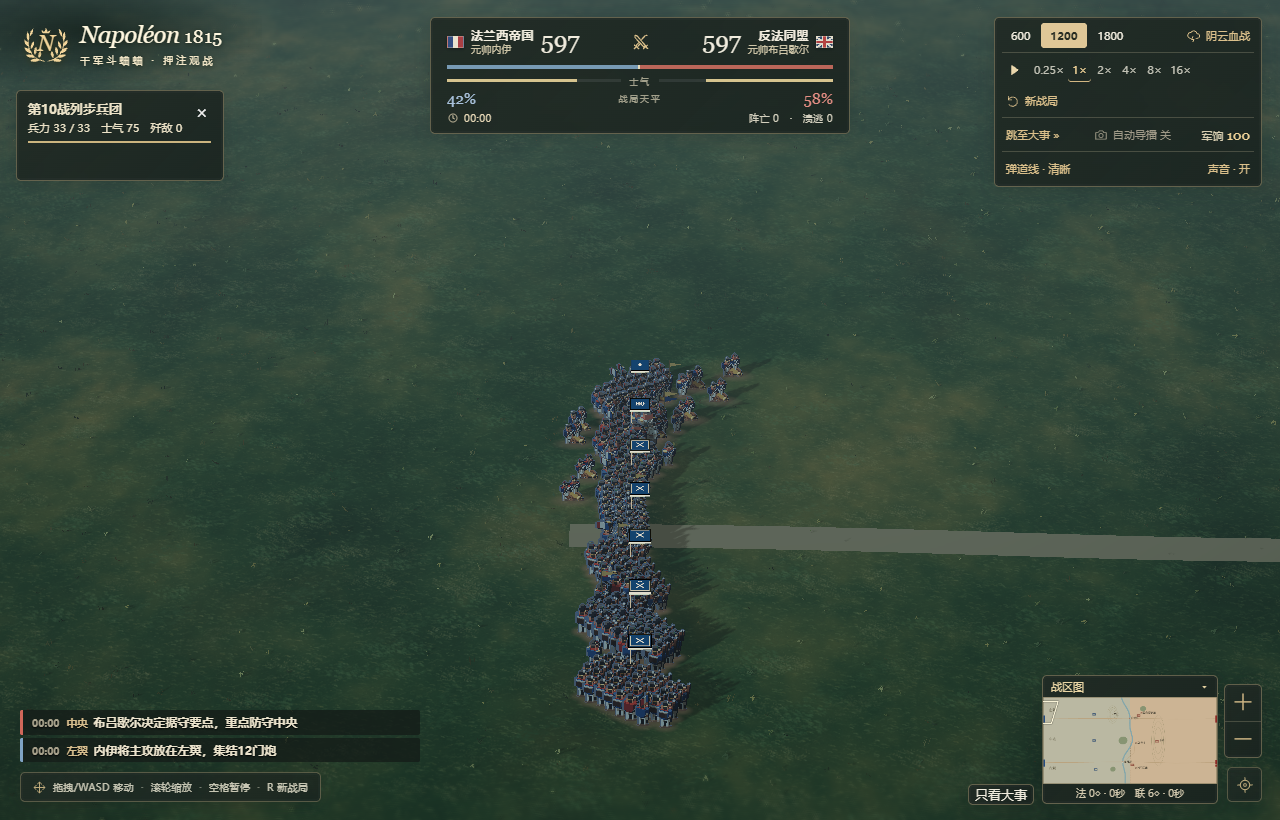 Napoléon 1815
千军斗蛐蛐 · 押注观战
第10战列步兵团
兵力 33 / 33 士气 75 歼敌 0
法兰西帝国
元帅内伊
597
597
反法同盟
元帅布吕歇尔
士气
42%
战局天平
58%
00:00
阵亡 0 · 溃逃 0
600 1200 1800 阴云血战
0.25× 1× 2× 4× 8× 16×
新战局
跳至大事 » 自动导播 关 军饷 100
弹道线 · 清晰 声音 · 开
00:00 中央 布吕歇尔决定据守要点，重点防守中央
00:00 左翼 内伊将主攻放在左翼，集结12门炮
拖拽/WASD 移动 · 滚轮缩放 · 空格暂停 · R 新战局
只看大事
战区图
法 0⋄ · 0秒 联 6⋄ · 0秒